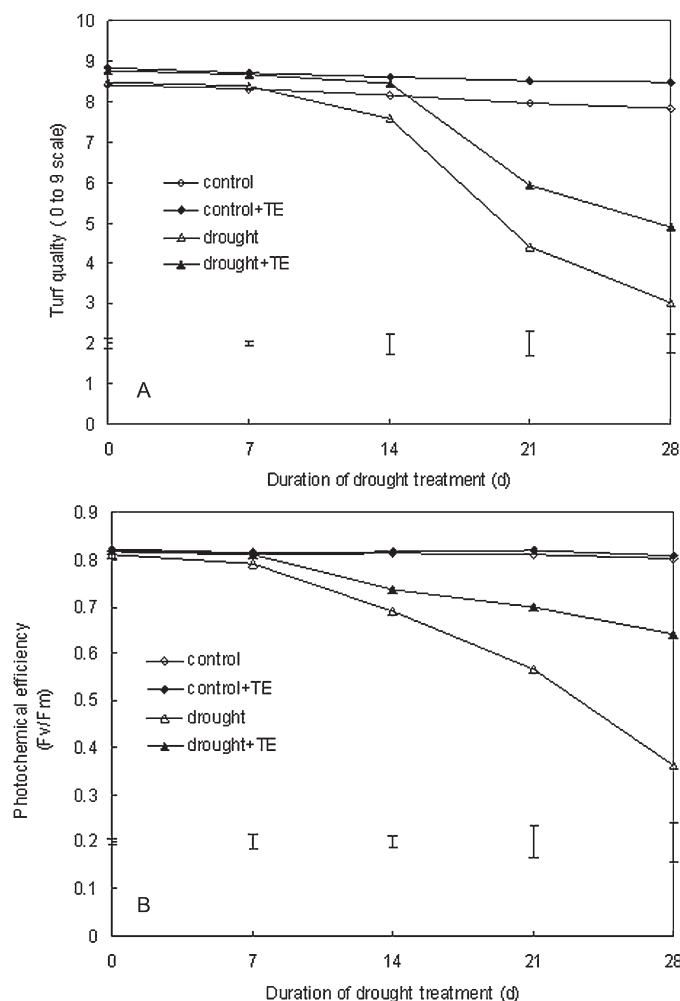 10
9
8
7
6
5
4
3
2
1
0
Turf quality ( 0 to 9 scale)
control
control+TE
drought
drought+TE
A
0 7 14 21 28
Duration of drought treatment (d)
0.9
0.8
0.7
0.6
0.5
0.4
0.3
0.2
0.1
0
Photochemical efficiency
(Fv/Fm)
control
control+TE
drought
drought+TE
B
0 7 14 21 28
Duration of drought treatment (d)